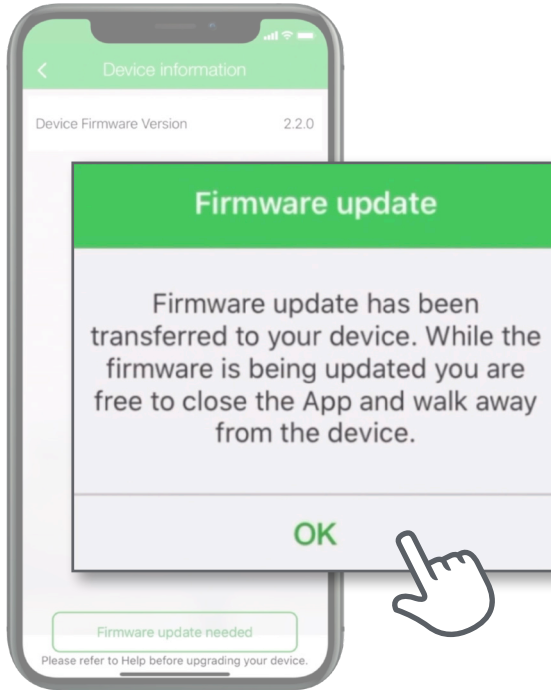 Device information
Device Firmware Version 2.2.0
Firmware update
Firmware update has been
transferred to your device. While the
firmware is being updated you are
free to close the App and walk away
from the device.
OK
Firmware update needed
Please refer to Help before upgrading your device.